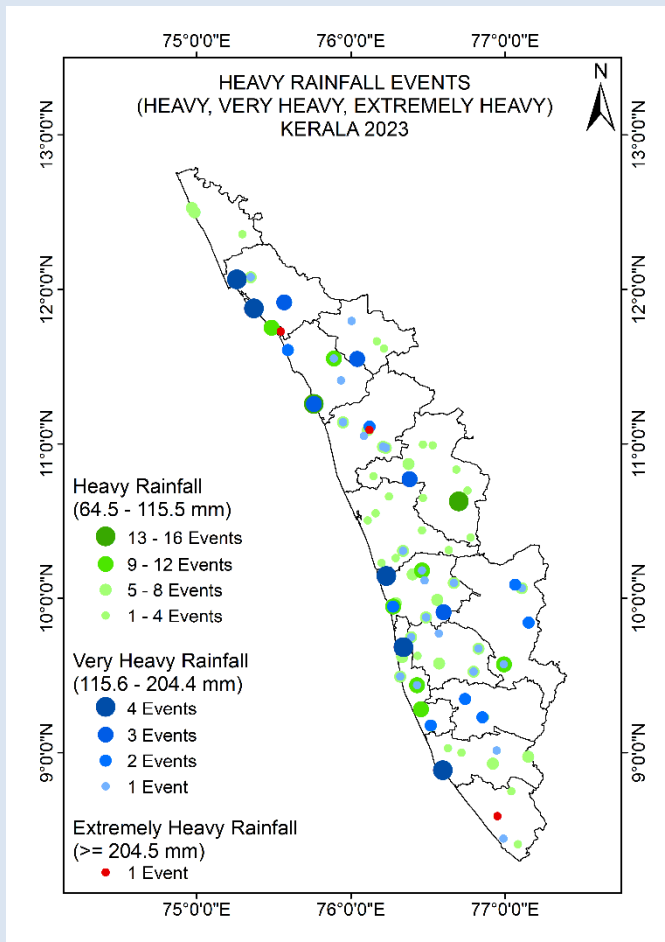 75°0'0"E 76°0'0"E 77°0'0"E
HEAVY RAINFALL EVENTS
(HEAVY, VERY HEAVY, EXTREMELY HEAVY)
KERALA 2023
N
13°0'0"N
13°0'0"N
12°0'0"N
12°0'0"N
11°0'0"N
11°0'0"N
Heavy Rainfall
(64.5 - 115.5 mm)
13 - 16 Events
9 - 12 Events
5 - 8 Events
1 - 4 Events
10°0'0"N
10°0'0"N
Very Heavy Rainfall
(115.6 - 204.4 mm)
4 Events
3 Events
2 Events
1 Event
9°0'0"N
9°0'0"N
Extremely Heavy Rainfall
(>= 204.5 mm)
1 Event
75°0'0"E 76°0'0"E 77°0'0"E